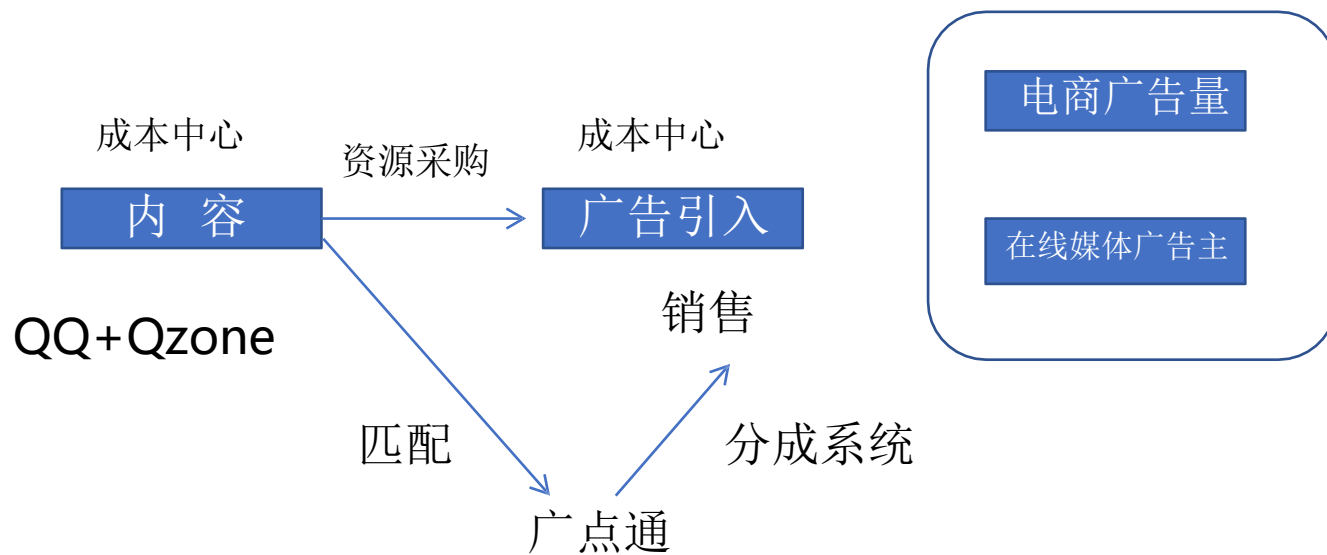 电商广告量
成本中心
资源采购
成本中心
内 容
广告引入
在线媒体广告主
QQ+Qzone
销售
匹配
分成系统
广点通